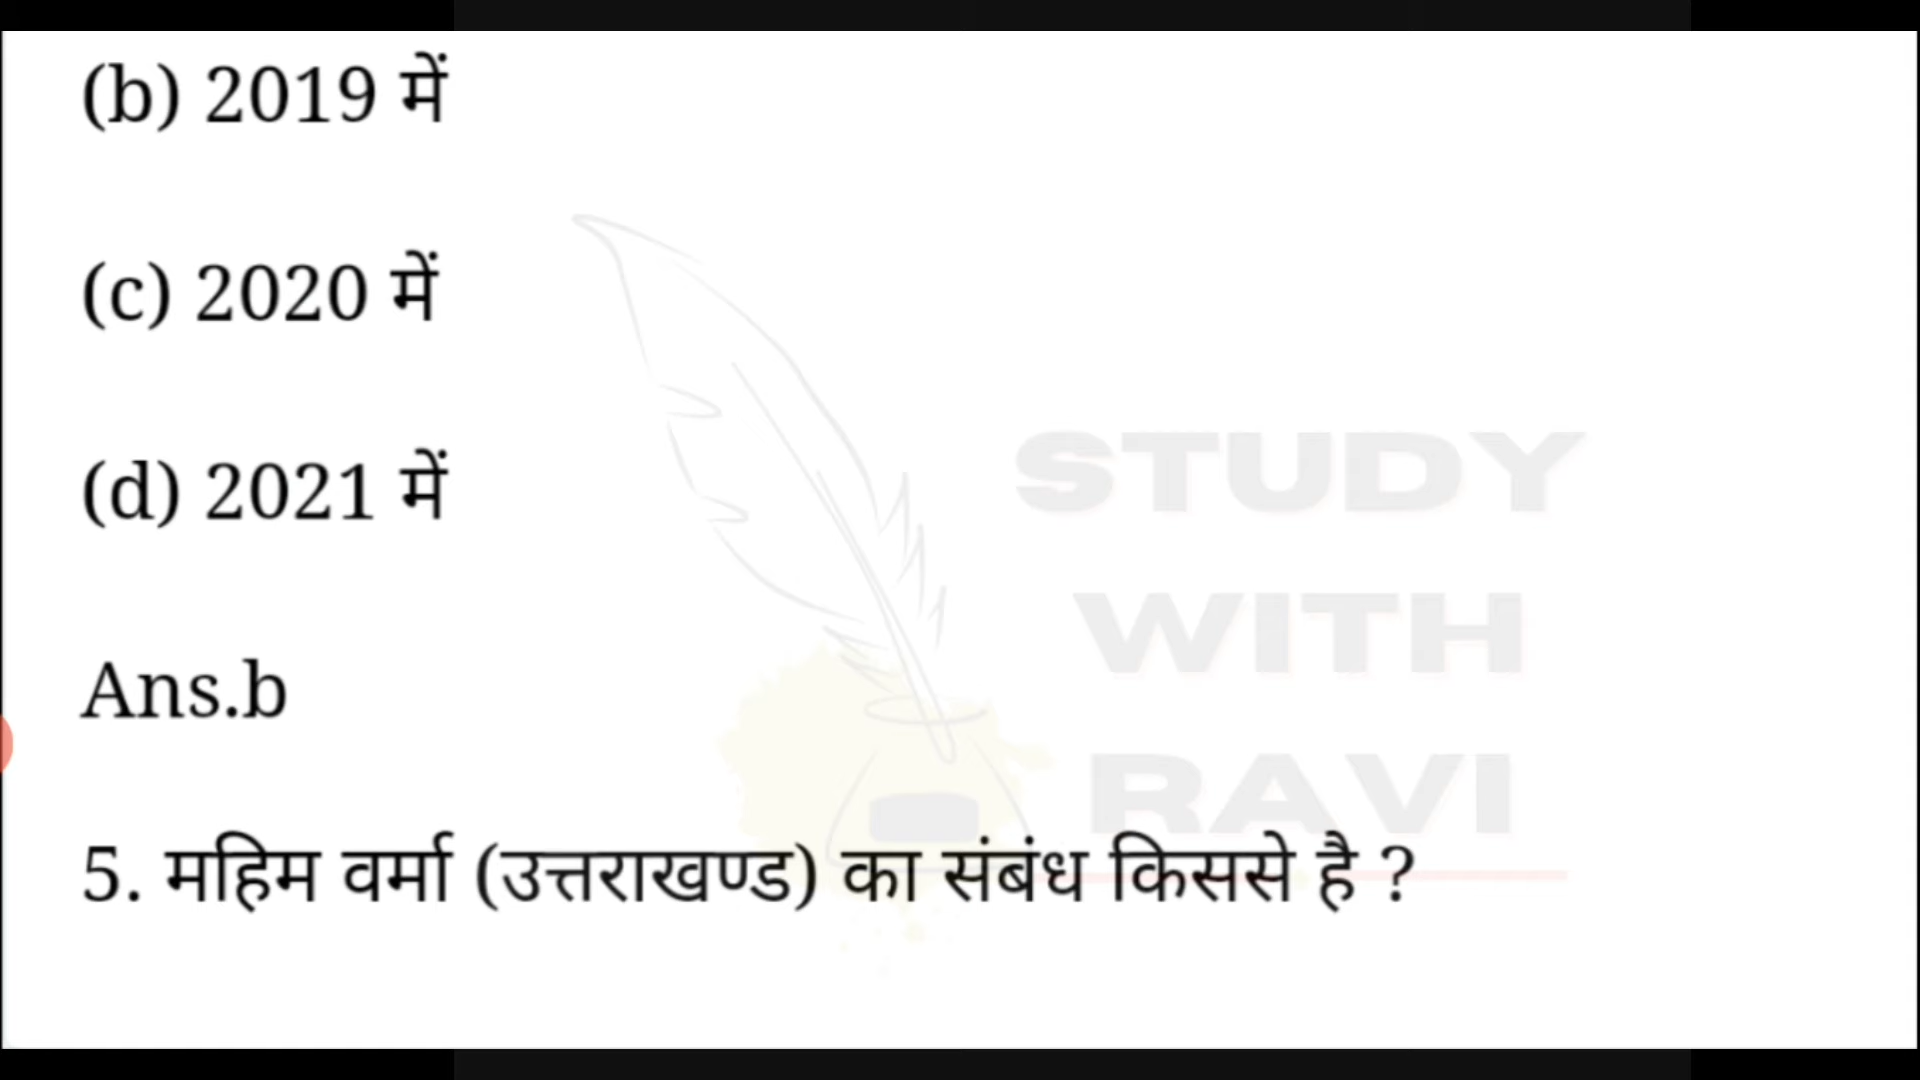 (b) 2019 में
(c) 2020 में
(d) 2021 में
Ans.b
5. महिम वर्मा (उत्तराखण्ड) का संबंध किससे है ?
STUDY
WITH
RAVI